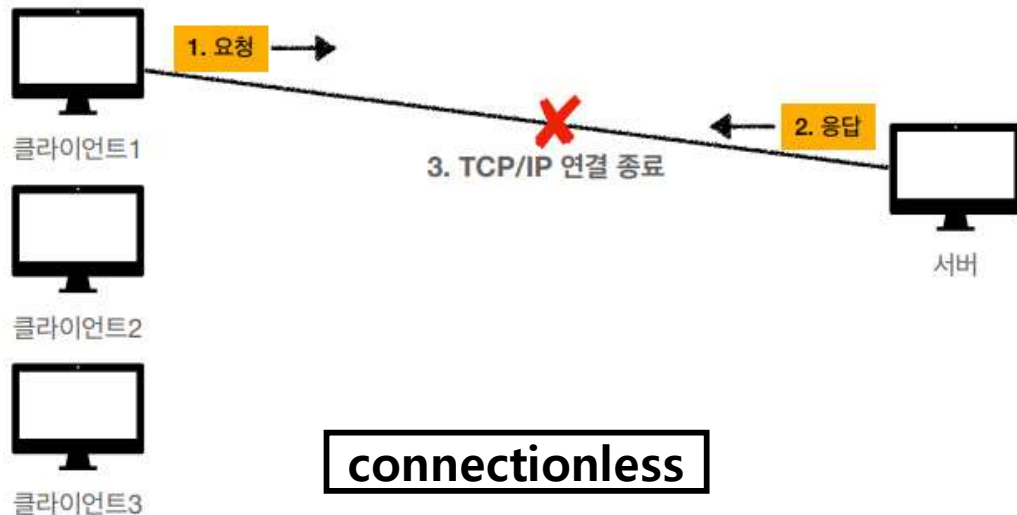 1. 요청
클라이언트1
2. 응답
3. TCP/IP 연결 종료
서버
클라이언트2
connectionless
클라이언트3